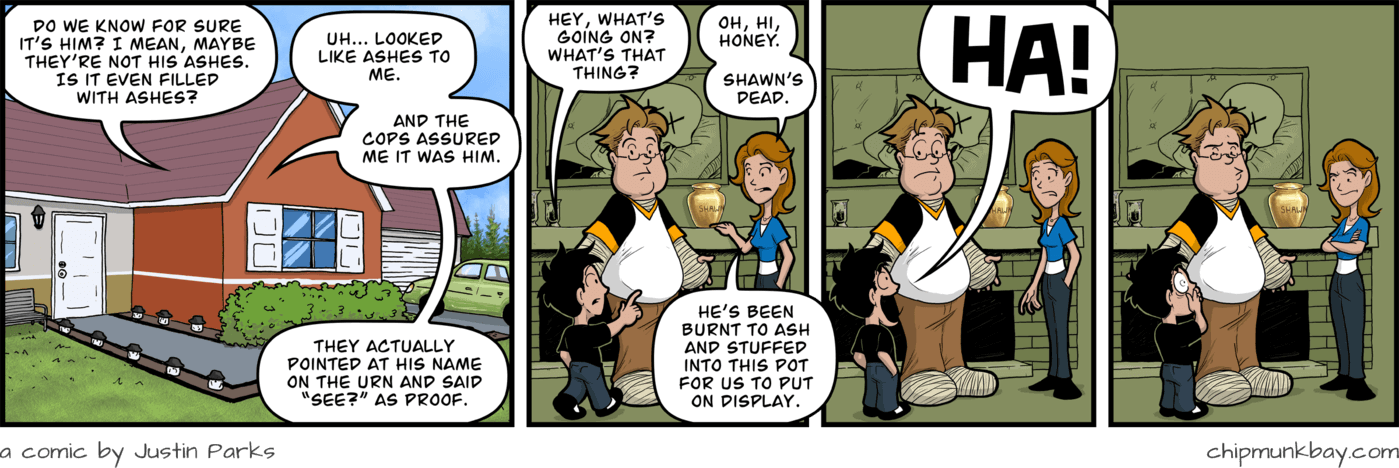 DO WE KNOW FOR SURE
IT'S HIM? I MEAN, MAYBE
THEY'RE NOT HIS ASHES.
IS IT EVEN FILLED
WITH ASHES?
UH... LOOKED
LIKE ASHES TO
ME.
AND THE
COPS ASSURED
ME IT WAS HIM.
THEY ACTUALLY
POINTED AT HIS NAME
ON THE URN AND SAID
"SEE?" AS PROOF.
HEY, WHAT'S
GOING ON?
WHAT'S THAT
THING?
OH, HI,
HONEY.
SHAWN'S
DEAD.
SHAWN
HE'S BEEN
BURNT TO ASH
AND STUFFED
INTO THIS POT
FOR US TO PUT
ON DISPLAY.
HA!
SHAWN
SHAWN
a comic by Justin Parks
chipmunkbay.com